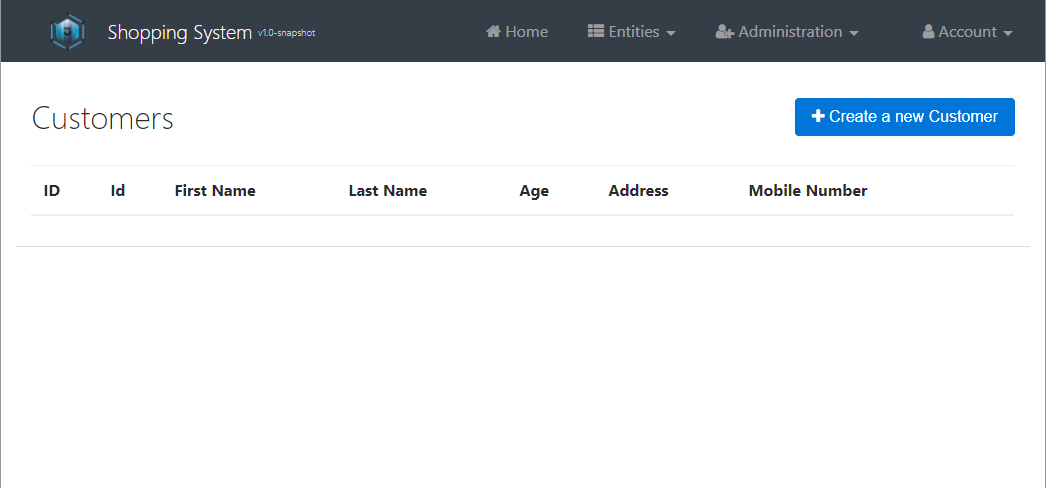 Shopping System v1.0-snapshot Home Entities Administration Account
Customers Create a new Customer
ID Id First Name Last Name Age Address Mobile Number